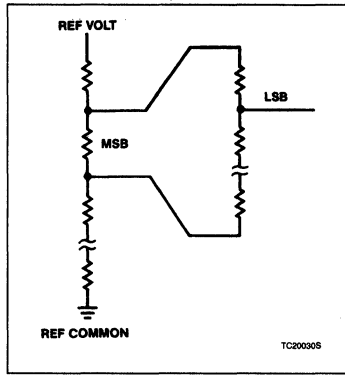 REF VOLT
LSB
MSB
REF COMMON
TC20030S